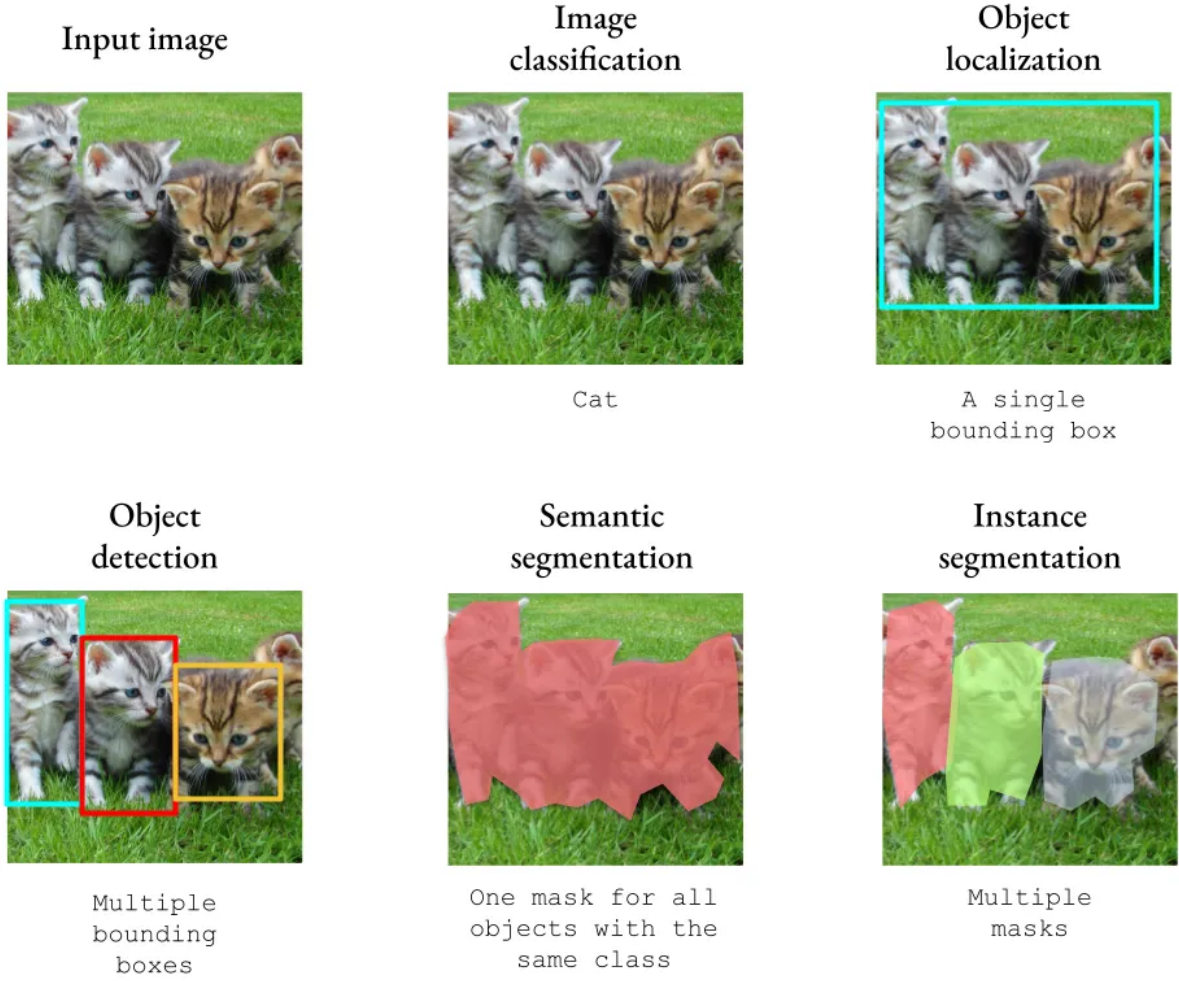 Input image
Image
classification
Object
localization
Cat
A single
bounding box
Object
detection
Semantic
segmentation
Instance
segmentation
Multiple
bounding
boxes
One mask for all
objects with the
same class
Multiple
masks